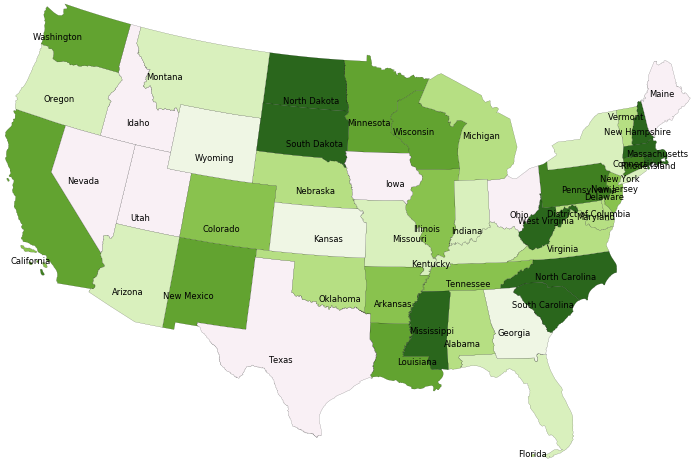 Washington
Montana
Maine
Oregon
North Dakota
Idaho
Minnesota
Vermont
Wisconsin
New Hampshire
Michigan
South Dakota
Massachusetts
Wyoming
Connecticut
Rhode Island
Nevada
Iowa
New York
Nebraska
Pennsylvania
New Jersey
Delaware
Utah
Ohio
District of Columbia
Maryland
West Virginia
Colorado
Illinois
Indiana
Kansas
Missouri
Virginia
California
Kentucky
North Carolina
Arizona
Tennessee
New Mexico
Oklahoma
Arkansas
South Carolina
Mississippi
Georgia
Alabama
Texas
Louisiana
Florida